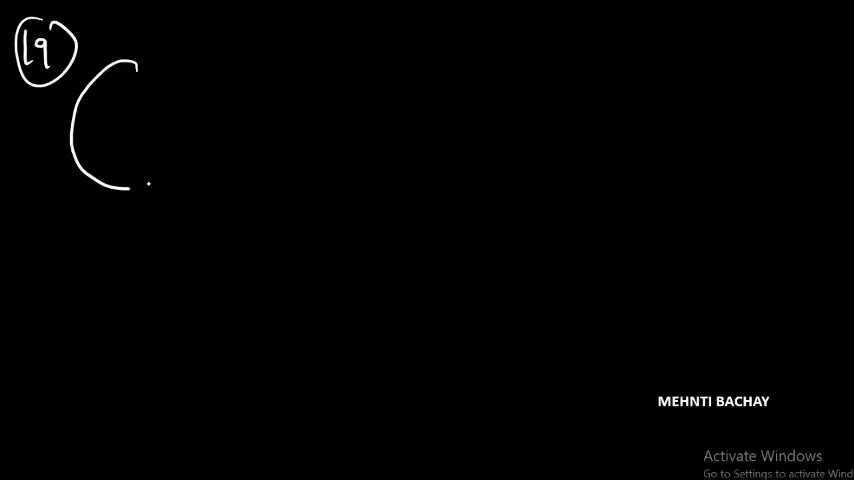 19
(
MEHNTI BACHAY
Activate Windows
Go to Settings to activate Wind